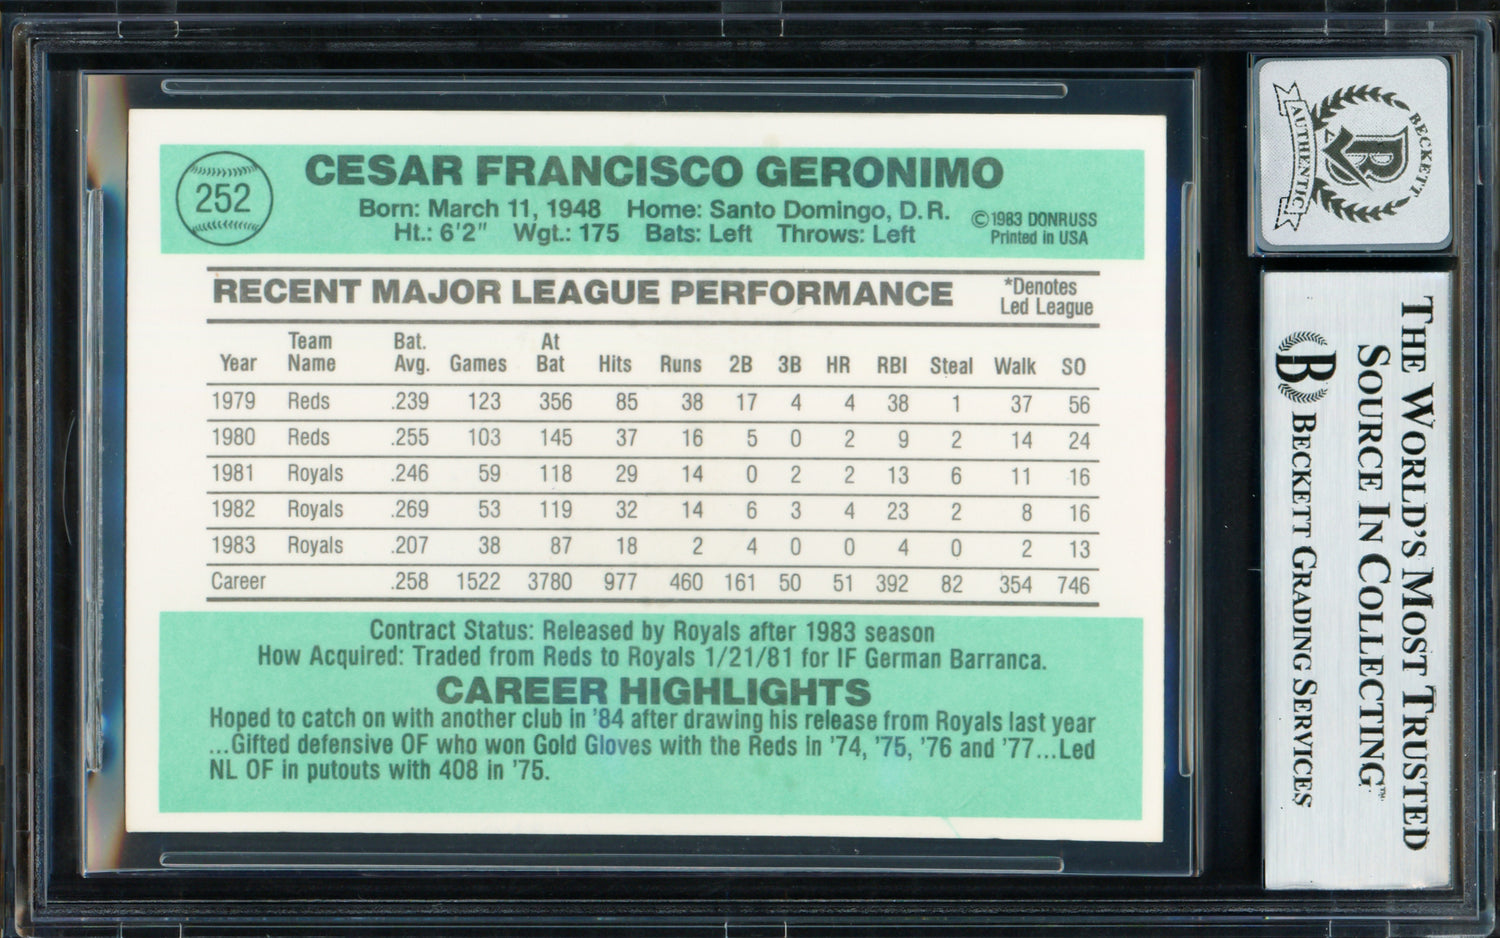 252
CESAR FRANCISCO GERONIMO
Born: March 11, 1948 Home: Santo Domingo, D.R.
Ht.: 6'2" Wgt.: 175 Bats: Left Throws: Left
©1983 DONRUSS
Printed in USA
RECENT MAJOR LEAGUE PERFORMANCE
*Denotes
Led League
Year Team Name Bat. Avg. Games At Bat Hits Runs 2B 3B HR RBI Steal Walk SO
1979 Reds .239 123 356 85 38 17 4 4 38 1 37 56
1980 Reds .255 103 145 37 16 5 0 2 9 2 14 24
1981 Royals .246 59 118 29 14 0 2 2 13 6 11 16
1982 Royals .269 53 119 32 14 6 3 4 23 2 8 16
1983 Royals .207 38 87 18 2 4 0 0 4 0 2 13
Career .258 1522 3780 977 460 161 50 51 392 82 354 746
Contract Status: Released by Royals after 1983 season
How Acquired: Traded from Reds to Royals 1/21/81 for IF German Barranca.
CAREER HIGHLIGHTS
Hoped to catch on with another club in '84 after drawing his release from Royals last year
...Gifted defensive OF who won Gold Gloves with the Reds in '74, '75, '76 and '77...Led
NL OF in putouts with 408 in '75.
BECKETT
AUTHENTIC
THE WORLD'S MOST TRUSTED
SOURCE IN COLLECTING™
B BECKETT GRADING SERVICES